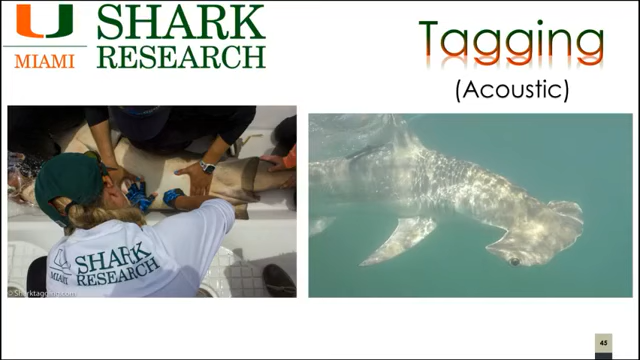 U
MIAMI
SHARK
RESEARCH
Tagging
(Acoustic)
MIAMI
SHARK
RESEARCH
©Sharktagging.com
45